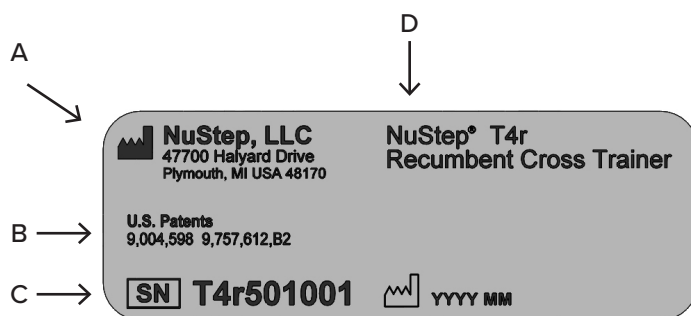 A
D
NuStep, LLC
47700 Halyard Drive
Plymouth, MI USA 48170
NuStep® T4r
Recumbent Cross Trainer
B
U.S. Patents
9,004,598 9,757,612,B2
C
SN T4r501001 YYYY MM